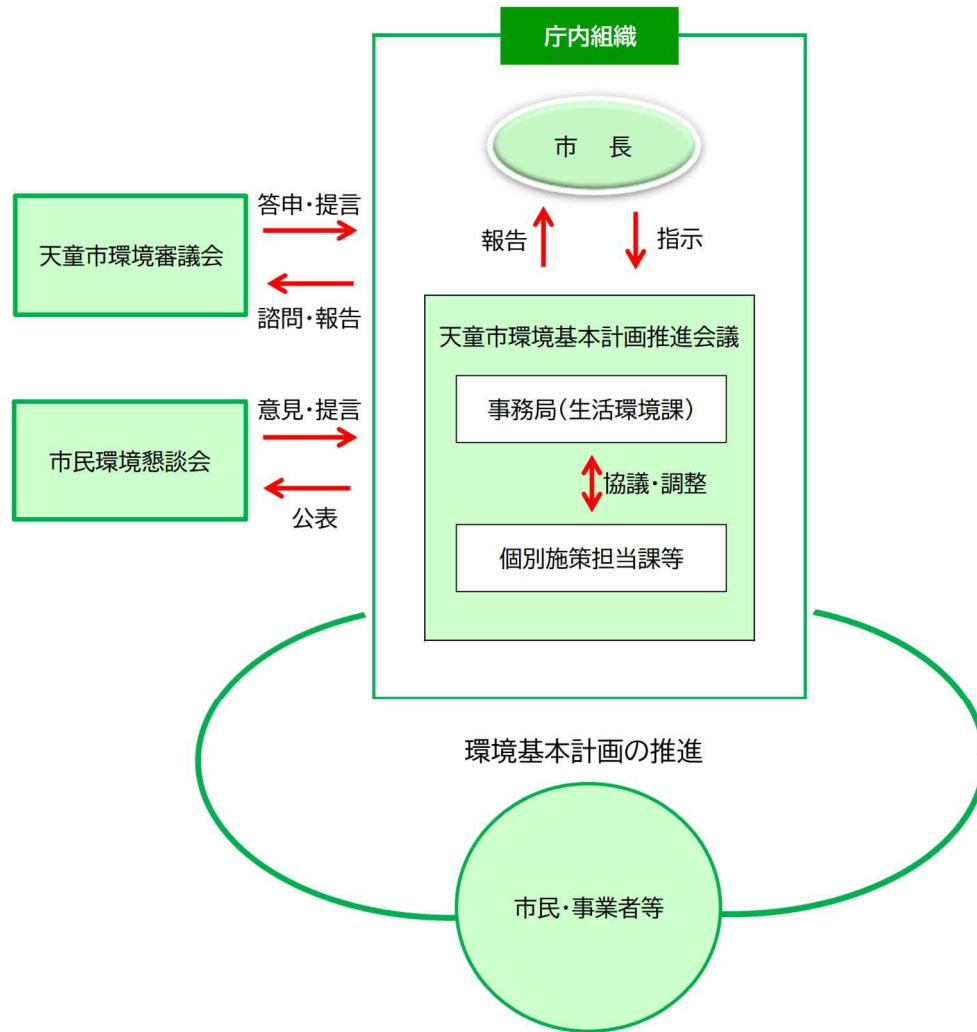 庁内組織
市 長
答申・提言
天童市環境審議会
諮問・報告
報告
指示
天童市環境基本計画推進会議
事務局(生活環境課)
意見・提言
市民環境懇談会
公表
協議・調整
個別施策担当課等
環境基本計画の推進
市民・事業者等